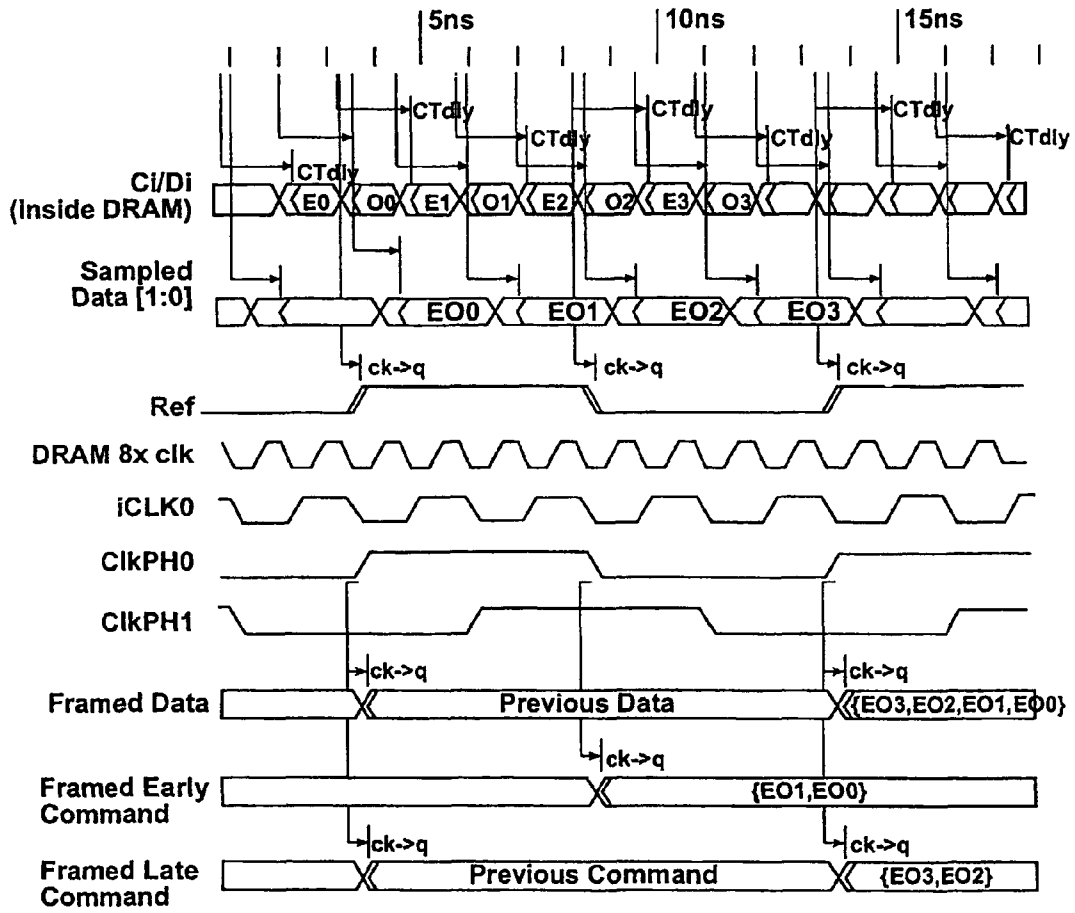 5ns 10ns 15ns
CTdly CTdly CTdly
CTdly CTdly CTdly
CTdly
Ci/Di
(Inside DRAM)
E0 O0 E1 O1 E2 O2 E3 O3
Sampled
Data [1:0]
EO0 EO1 EO2 EO3
ck->q ck->q ck->q
Ref
DRAM 8x clk
iCLK0
ClkPH0
ClkPH1
ck->q ck->q
Framed Data
Previous Data
{EO3,EO2,EO1,EO0}
ck->q
Framed Early
Command
{EO1,EO0}
ck->q ck->q
Framed Late
Command
Previous Command
{EO3,EO2}